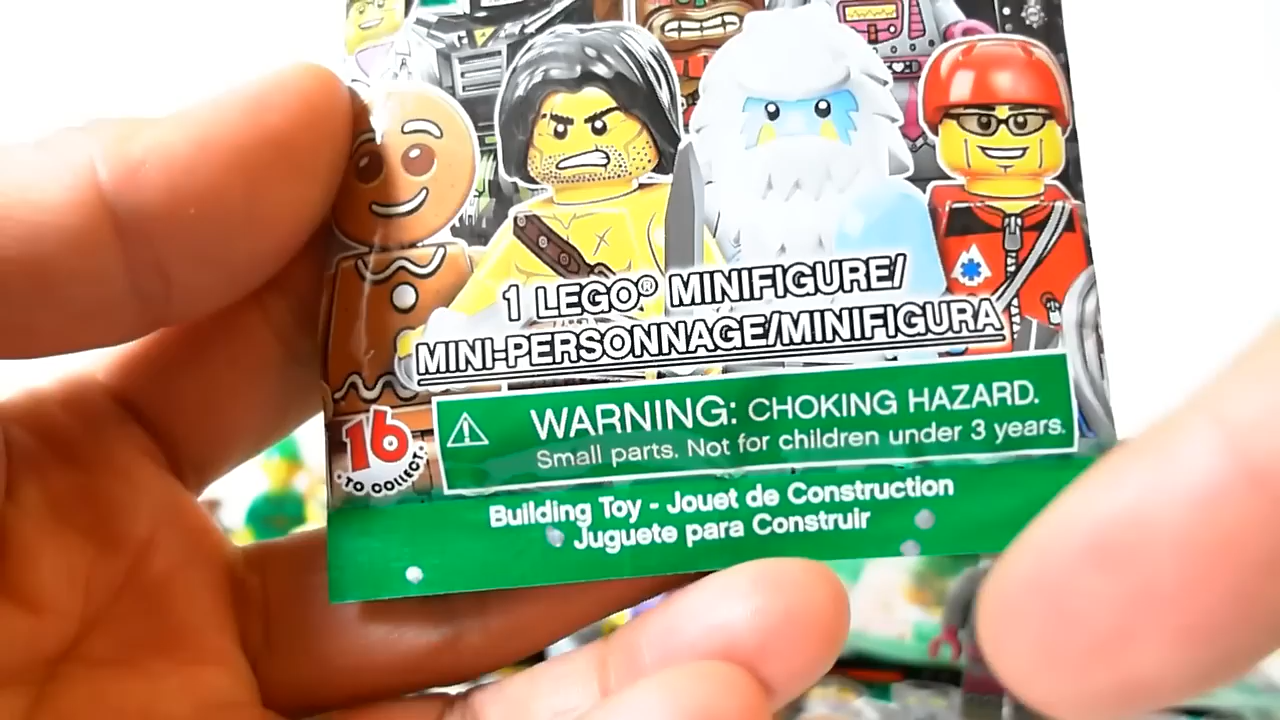 1 LEGO® MINIFIGURE/
MINI-PERSONNAGE/MINIFIGURA
16
• TO COLLECT •
WARNING: CHOKING HAZARD.
Small parts. Not for children under 3 years.
Building Toy - Jouet de Construction
Juguete para Construir